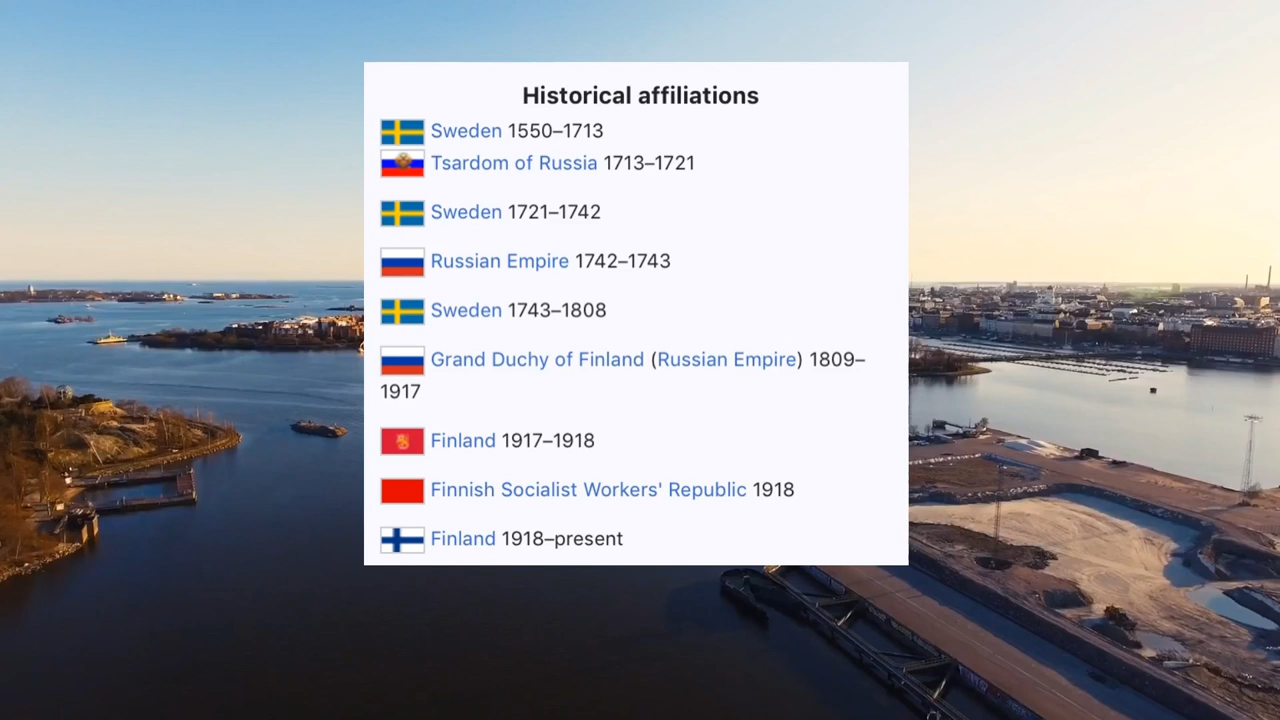 Historical affiliations
Sweden 1550–1713
Tsardom of Russia 1713–1721
Sweden 1721–1742
Russian Empire 1742–1743
Sweden 1743–1808
Grand Duchy of Finland (Russian Empire) 1809–
1917
Finland 1917–1918
Finnish Socialist Workers' Republic 1918
Finland 1918–present